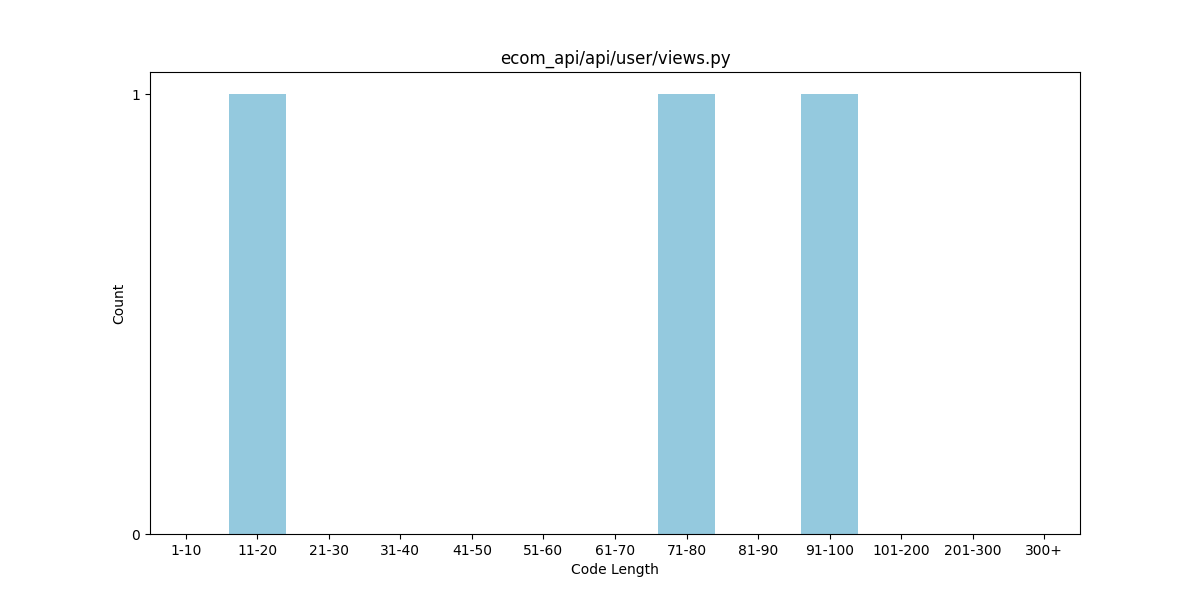 ecom_api/api/user/views.py
1
0
Count
1-10 11-20 21-30 31-40 41-50 51-60 61-70 71-80 81-90 91-100 101-200 201-300 300+
Code Length